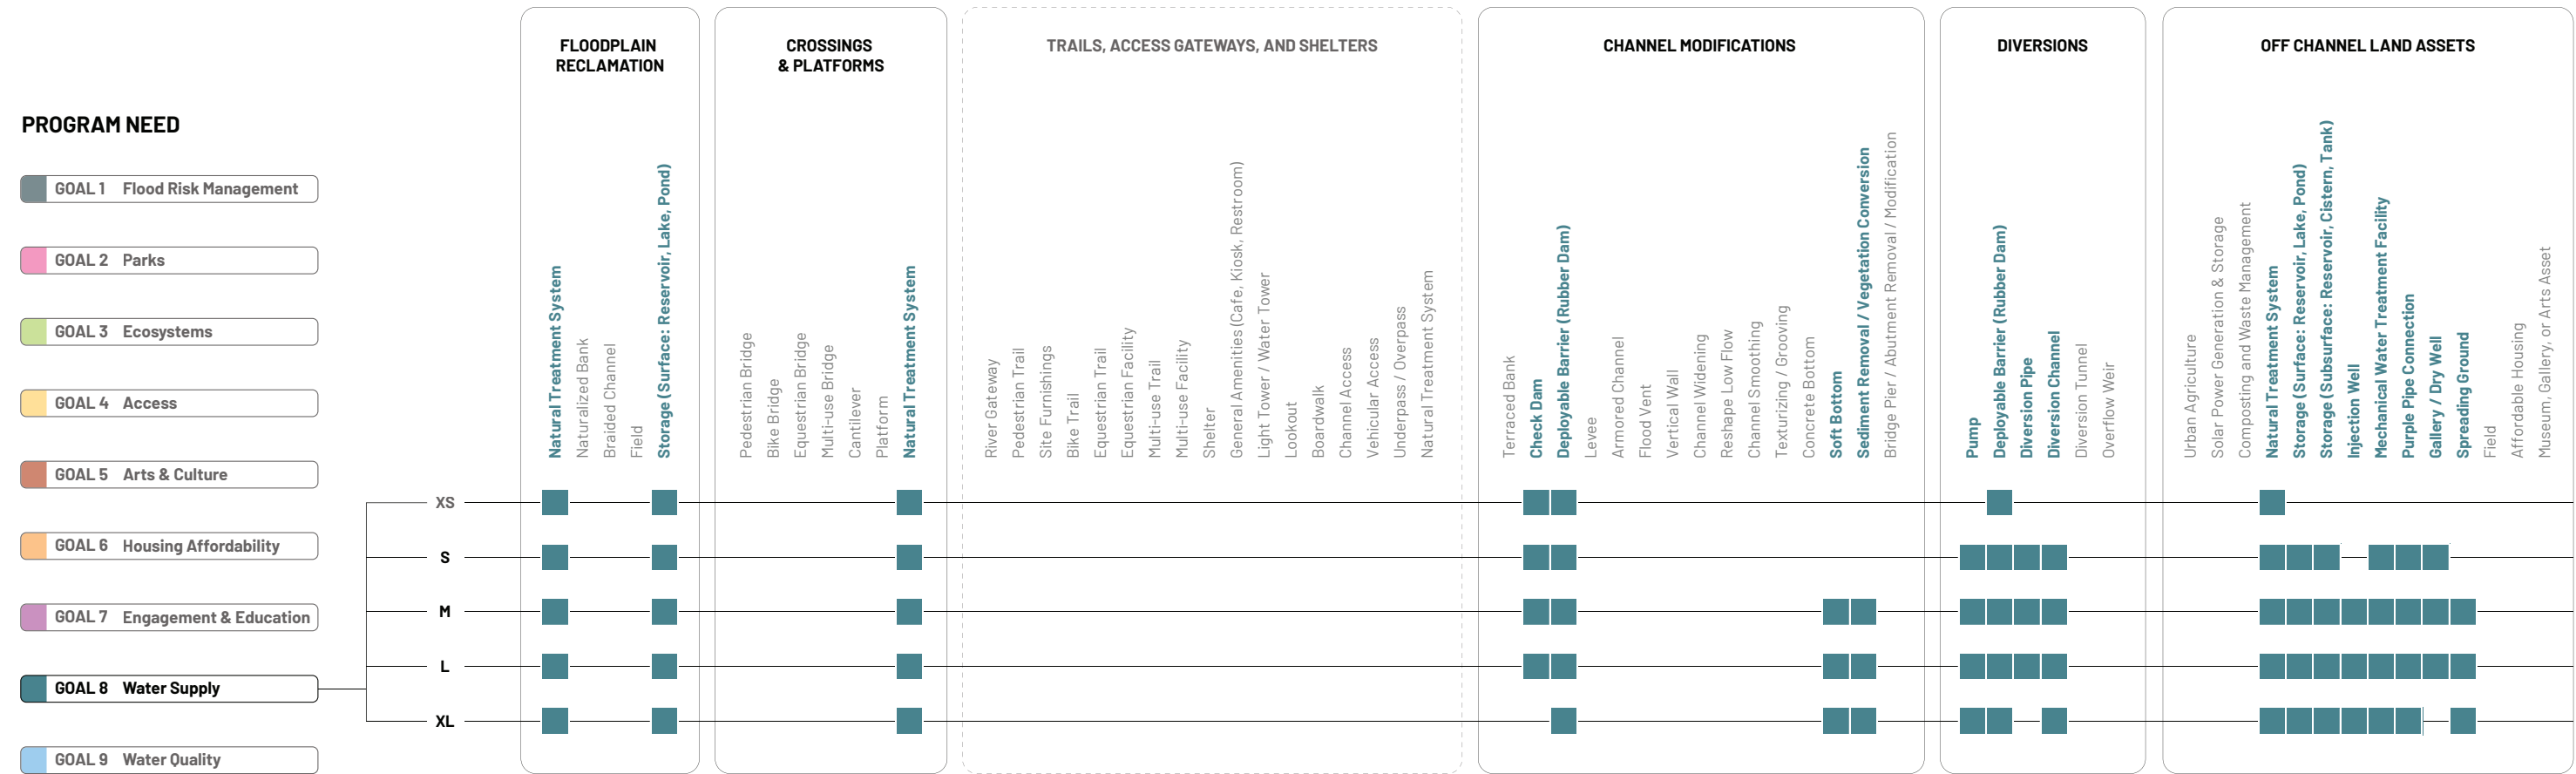 FLOODPLAIN
RECLAMATION
CROSSINGS
& PLATFORMS
TRAILS, ACCESS GATEWAYS, AND SHELTERS
CHANNEL MODIFICATIONS
DIVERSIONS
OFF CHANNEL LAND ASSETS
PROGRAM NEED
GOAL 1 Flood Risk Management
GOAL 2 Parks
GOAL 3 Ecosystems
GOAL 4 Access
GOAL 5 Arts & Culture
GOAL 6 Housing Affordability
GOAL 7 Engagement & Education
GOAL 8 Water Supply
GOAL 9 Water Quality
Natural Treatment System
Naturalized Bank
Braided Channel
Field
Storage (Surface: Reservoir, Lake, Pond)
Pedestrian Bridge
Bike Bridge
Equestrian Bridge
Multi-use Bridge
Cantilever
Platform
Natural Treatment System
River Gateway
Pedestrian Trail
Site Furnishings
Bike Trail
Equestrian Trail
Equestrian Facility
Multi-use Trail
Multi-use Facility
Shelter
General Amenities (Cafe, Kiosk, Restroom)
Light Tower / Water Tower
Lookout
Boardwalk
Channel Access
Vehicular Access
Underpass / Overpass
Natural Treatment System
Terraced Bank
Check Dam
Deployable Barrier (Rubber Dam)
Levee
Armored Channel
Flood Vent
Vertical Wall
Channel Widening
Reshape Low Flow
Channel Smoothing
Texturizing / Grooving
Concrete Bottom
Soft Bottom
Sediment Removal / Vegetation Conversion
Bridge Pier / Abutment Removal / Modification
Pump
Deployable Barrier (Rubber Dam)
Diversion Pipe
Diversion Channel
Diversion Tunnel
Overflow Weir
Urban Agriculture
Solar Power Generation & Storage
Composting and Waste Management
Natural Treatment System
Storage (Surface: Reservoir, Lake, Pond)
Storage (Subsurface: Reservoir, Cistern, Tank)
Injection Well
Mechanical Water Treatment Facility
Purple Pipe Connection
Gallery / Dry Well
Spreading Ground
Field
Affordable Housing
Museum, Gallery, or Arts Asset
XS
S
M
L
XL